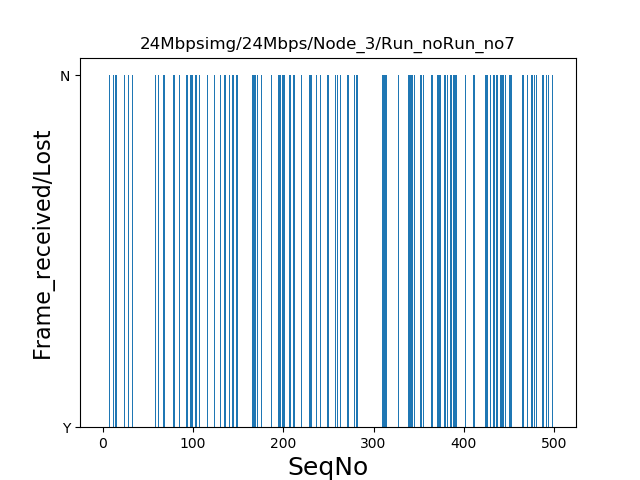 24Mbpsimg/24Mbps/Node_3/Run_noRun_no7
N
Frame_received/Lost
Y
0 100 200 300 400 500
SeqNo